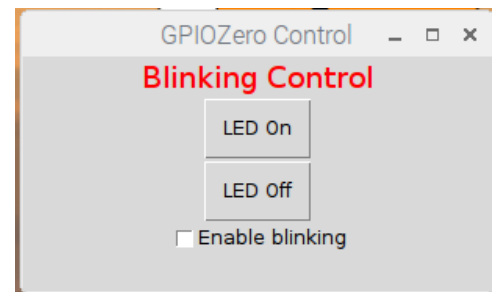 GPIOZero Control
Blinking Control
LED On
LED Off
Enable blinking